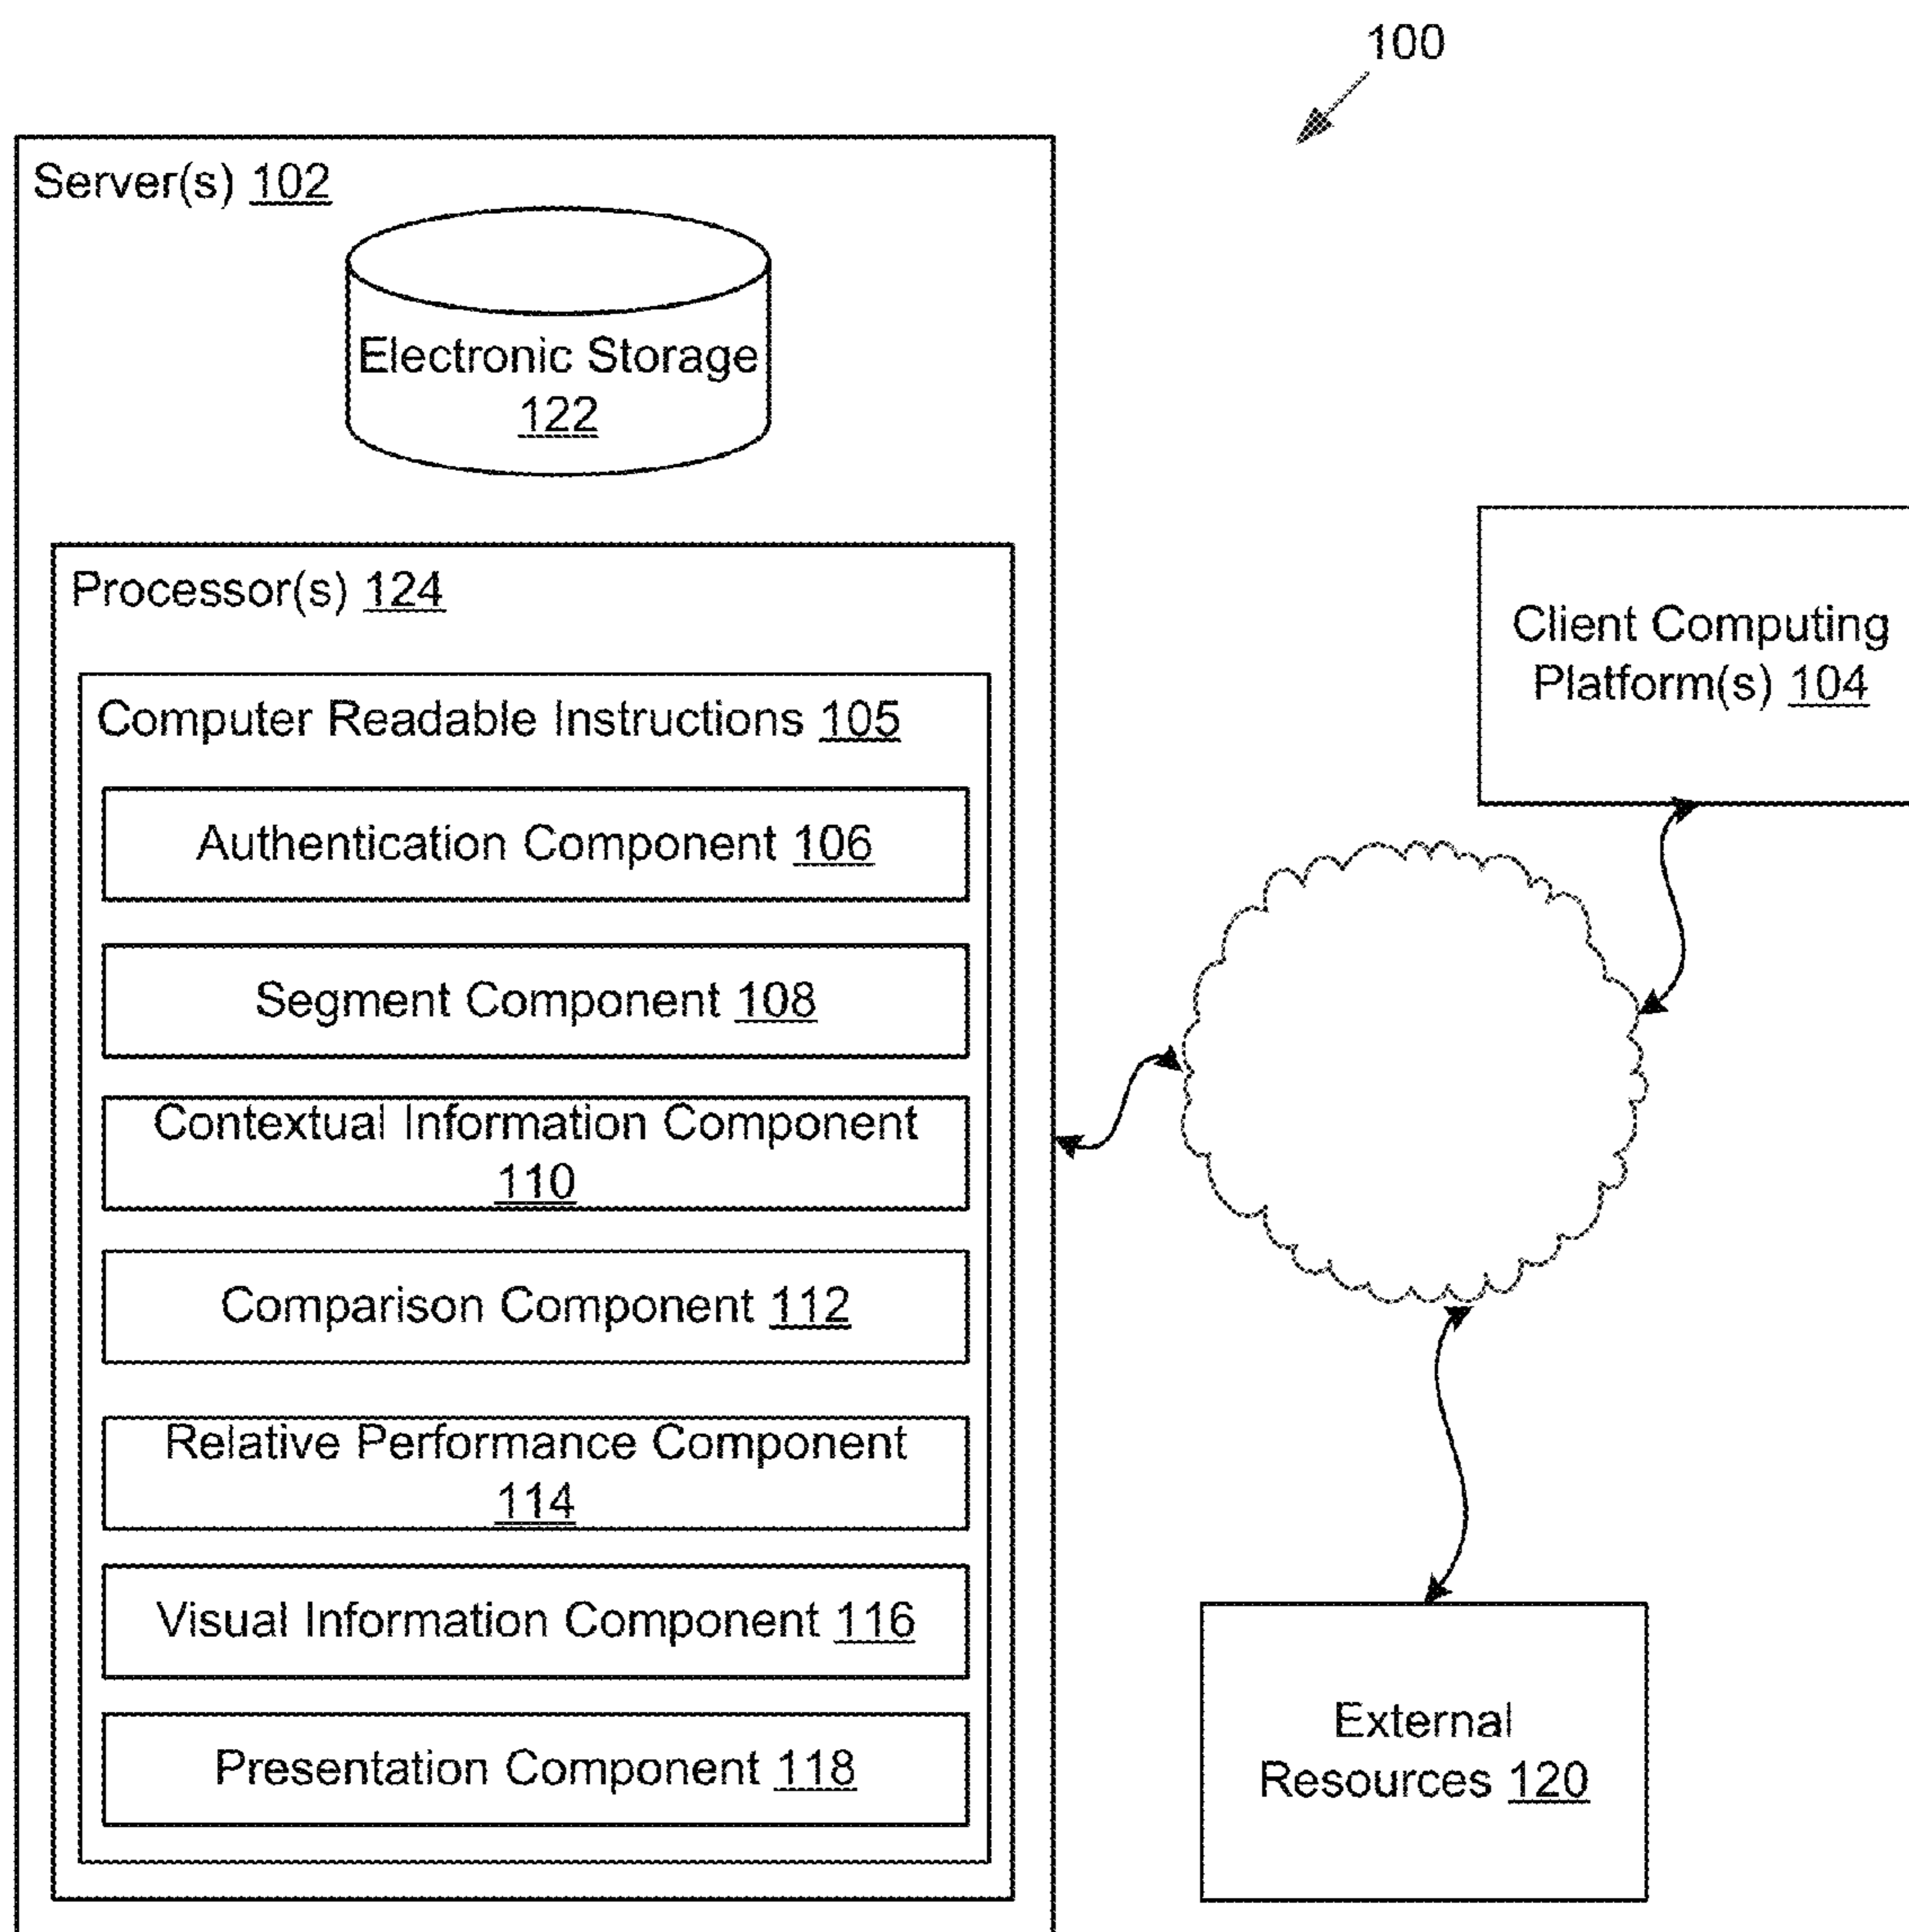 100
Server(s) 102
Electronic Storage
122
Processor(s) 124
Computer Readable Instructions 105
Authentication Component 106
Segment Component 108
Contextual Information Component
110
Comparison Component 112
Relative Performance Component
114
Visual Information Component 116
Presentation Component 118
Client Computing
Platform(s) 104
External
Resources 120